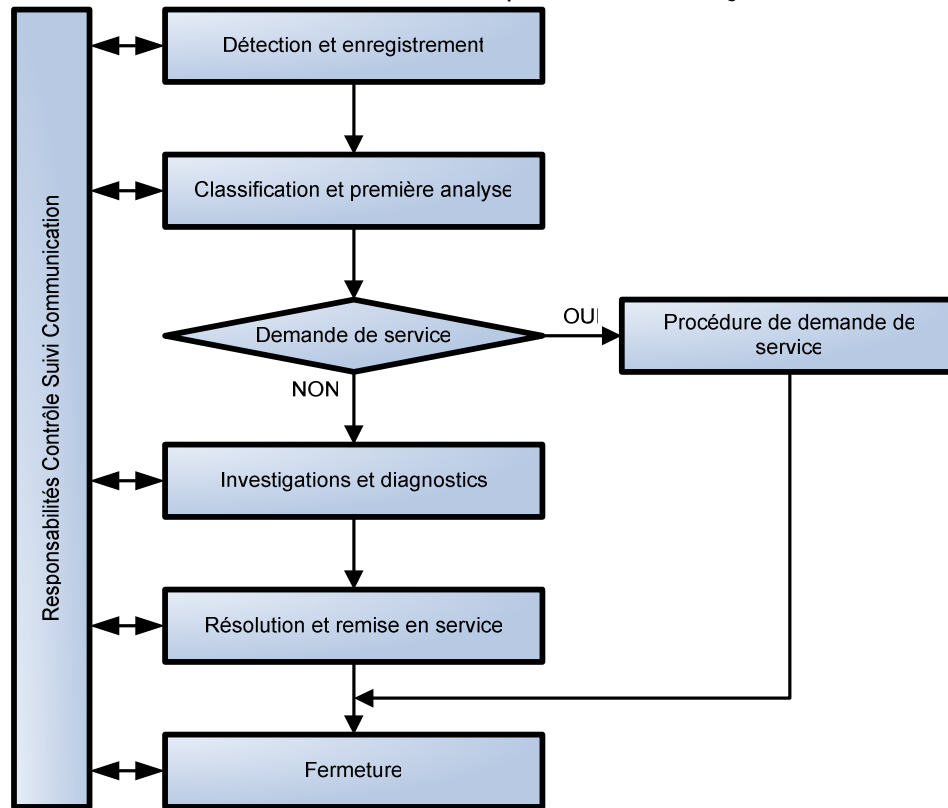 Détection et enregistrement
Classification et première analyse
Demande de service
OUI
Procédure de demande de
service
NON
Investigations et diagnostics
Résolution et remise en service
Fermeture
Responsabilités Contrôle Suivi Communication